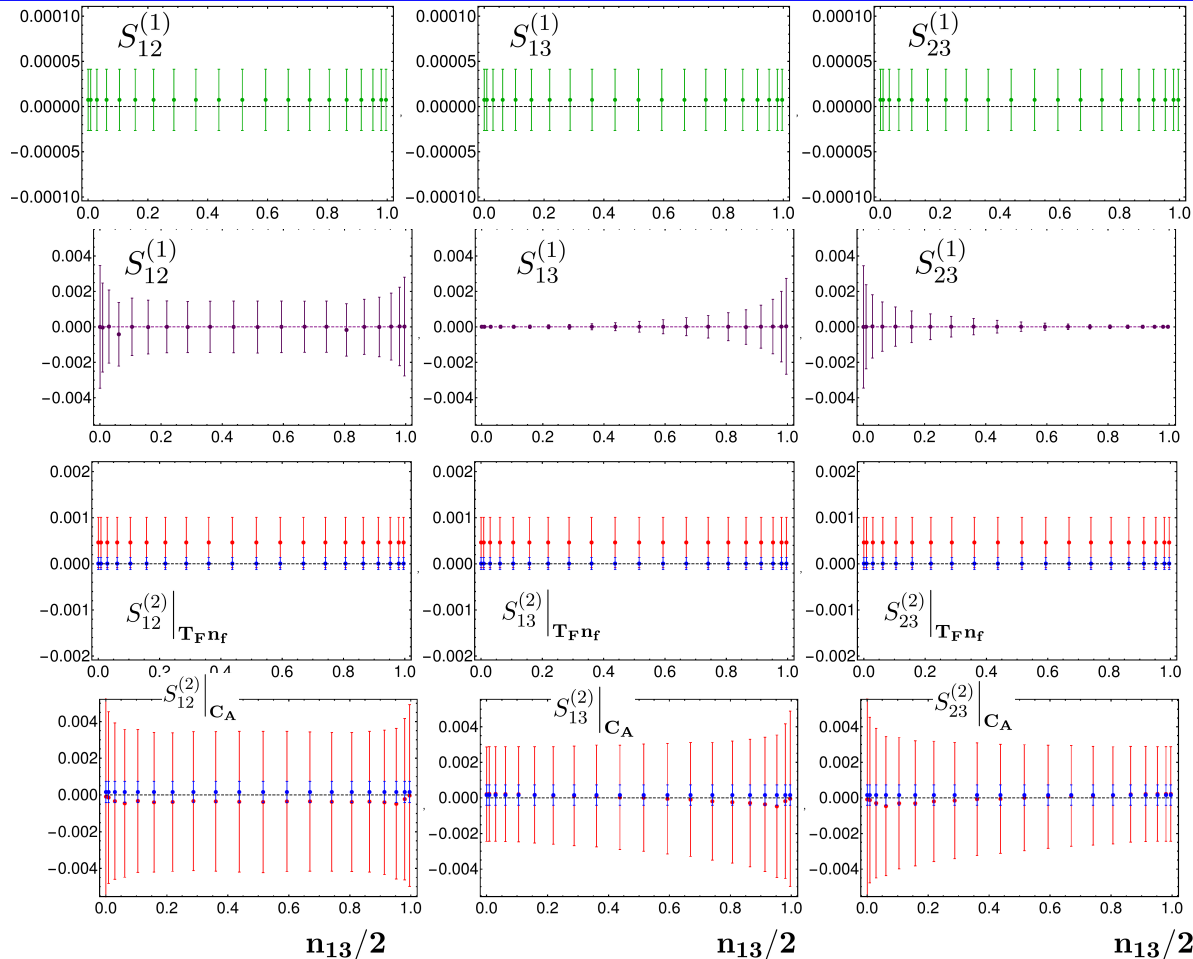 0.00010 0.00005 0.00000 −0.00005 −0.00010
S_{12}^{(1)}
0.0 0.2 0.4 0.6 0.8 1.0
,
0.00010 0.00005 0.00000 −0.00005 −0.00010
S_{13}^{(1)}
0.0 0.2 0.4 0.6 0.8 1.0
,
0.00010 0.00005 0.00000 −0.00005 −0.00010
S_{23}^{(1)}
0.0 0.2 0.4 0.6 0.8 1.0
0.004 0.002 0.000 −0.002 −0.004
S_{12}^{(1)}
0.0 0.2 0.4 0.6 0.8 1.0
,
0.004 0.002 0.000 −0.002 −0.004
S_{13}^{(1)}
0.0 0.2 0.4 0.6 0.8 1.0
,
0.004 0.002 0.000 −0.002 −0.004
S_{23}^{(1)}
0.0 0.2 0.4 0.6 0.8 1.0
0.002 0.001 0.000 −0.001 −0.002
S_{12}^{(2)}|_{T_F n_f}
0.0 0.2 0.4 0.6 0.8 1.0
,
0.002 0.001 0.000 −0.001 −0.002
S_{13}^{(2)}|_{T_F n_f}
0.0 0.2 0.4 0.6 0.8 1.0
,
0.002 0.001 0.000 −0.001 −0.002
S_{23}^{(2)}|_{T_F n_f}
0.0 0.2 0.4 0.6 0.8 1.0
S_{12}^{(2)}|_{C_A}
0.004 0.002 0.000 −0.002 −0.004
0.0 0.2 0.4 0.6 0.8 1.0
,
S_{13}^{(2)}|_{C_A}
0.004 0.002 0.000 −0.002 −0.004
0.0 0.2 0.4 0.6 0.8 1.0
,
S_{23}^{(2)}|_{C_A}
0.004 0.002 0.000 −0.002 −0.004
0.0 0.2 0.4 0.6 0.8 1.0
n_{13}/2
n_{13}/2
n_{13}/2